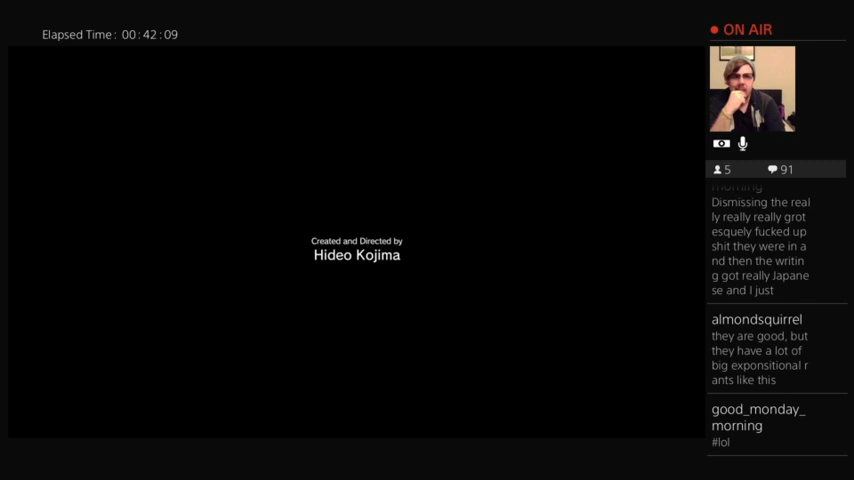 Elapsed Time: 00:42:09
ON AIR
Created and Directed by
Hideo Kojima
5 91
morning
Dismissing the real
ly really really grot
esquely fucked up
shit they were in a
nd then the writin
g got really Japane
se and I just
almondsquirrel
they are good, but
they have a lot of
big exponsitional r
ants like this
good_monday_
morning
#lol